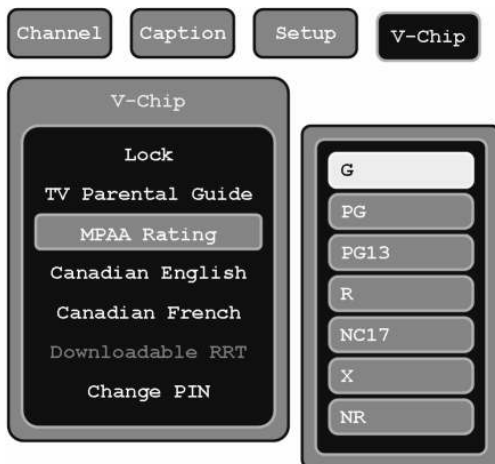 Channel
Caption
Setup
V-Chip
V-Chip
Lock
TV Parental Guide
MPAA Rating
Canadian English
Canadian French
Downloadable RRT
Change PIN
G
PG
PG13
R
NC17
X
NR